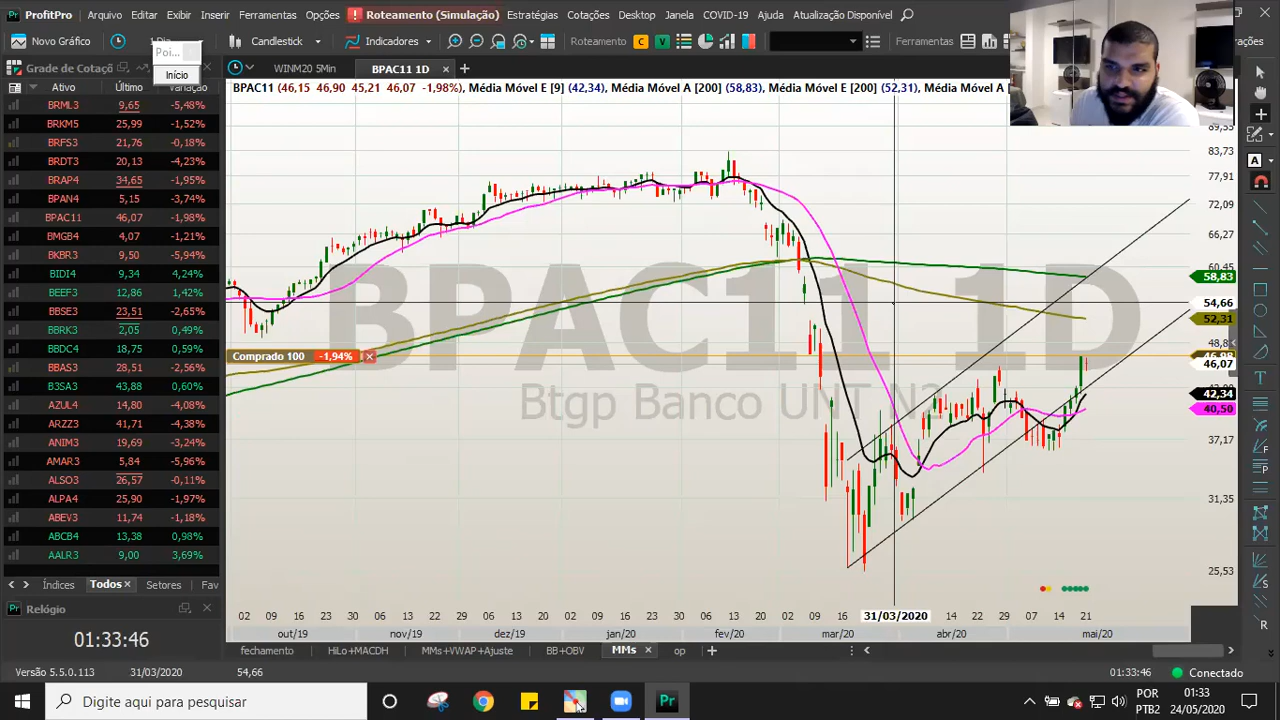 ProfitPro Arquivo Editar Exibir Inserir Ferramentas Opções Roteamento (Simulação) Estratégias Cotações Desktop Janela COVID-19 Ajuda Atualização Disponível
Novo Gráfico Candlestick Indicadores Roteamento C V Ferramentas
Poi...
Início
Grade de Cotaçõ
WINM20 5Min BPAC11 1D
Ativo Último Variação
BPAC11 (46,15 46,90 45,21 46,07 -1,98%), Média Móvel E [9] (42,34), Média Móvel A [200] (58,83), Média Móvel E [200] (52,31), Média Móvel A
BRML3 9,65 -5,48%
BRKM5 25,99 -1,52%
BRFS3 21,76 -0,18%
BRDT3 20,13 -4,23%
BRAP4 34,65 -1,95%
BPAN4 5,15 -3,74%
BPAC11 46,07 -1,98%
BMGB4 4,07 -1,21%
BKBR3 9,50 -5,94%
BIDI4 9,34 4,24%
BEEF3 12,86 1,42%
BBSE3 23,51 -2,65%
BBRK3 2,05 0,49%
BBDC4 18,75 0,59%
BBAS3 28,51 -2,56%
B3SA3 43,88 0,60%
AZUL4 14,80 -4,08%
ARZZ3 41,71 -4,38%
ANIM3 19,69 -3,24%
AMAR3 5,84 -5,96%
ALSO3 26,57 -0,11%
ALPA4 25,90 -1,52%
ABEV3 11,74 -1,18%
ABCB4 13,38 0,98%
AALR3 9,00 3,69%
BPAC11 1D
Btgp Banco UNT N2
Comprado 100 -1,94%
83,73
77,91
72,09
66,27
60,45
58,83
54,66
52,31
46,07
42,34
40,50
37,17
31,35
25,53
02 09 16 23 30 06 13 19 26 02 09 16 23 30 08 15 22 29 05 13 20 02 09 16 31/03/2020 14 22 29 07 14 21
out/19 nov/19 dez/19 jan/20 fev/20 mar/20 abr/20 mai/20
Índices Todos Setores Fav
Relógio
01:33:46
fechamento HiLo+MACDH MMs+VWAP+Ajuste BB+OBV MMs op
Versão 5.5.0.113 31/03/2020 54,66 01:33:46 Conectado
Digite aqui para pesquisar
Pr
POR
PTB2
01:33
24/05/2020